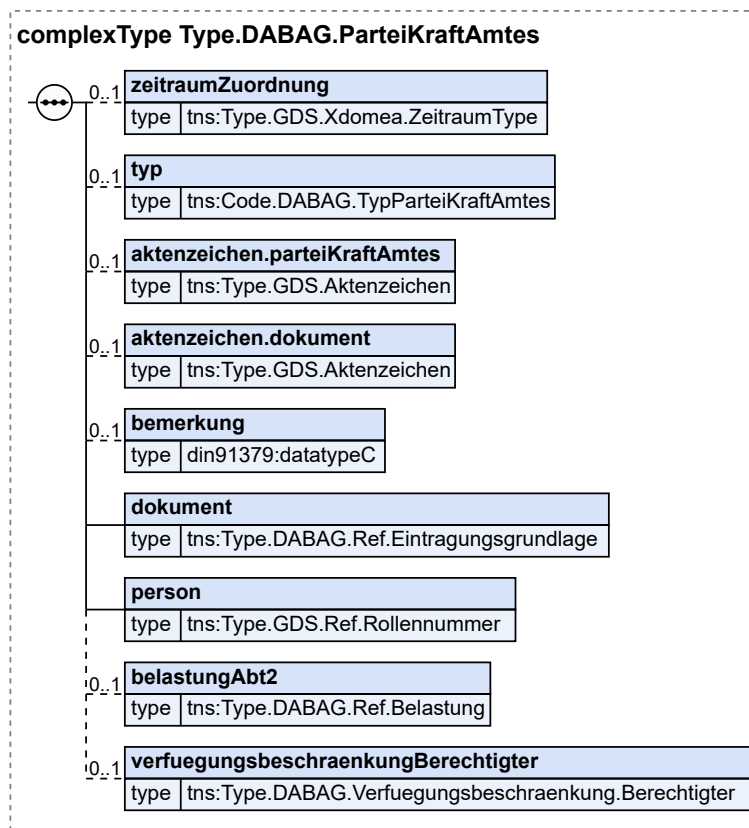 complexType Type.DABAG.ParteiKraftAmtes
0..1 zeitraumZuordnung
type tns:Type.GDS.Xdomea.ZeitraumType
0..1 typ
type tns:Code.DABAG.TypParteiKraftAmtes
0..1 aktenzeichen.parteiKraftAmtes
type tns:Type.GDS.Aktenzeichen
0..1 aktenzeichen.dokument
type tns:Type.GDS.Aktenzeichen
0..1 bemerkung
type din91379:datatypeC
dokument
type tns:Type.DABAG.Ref.Eintragungsgrundlage
person
type tns:Type.GDS.Ref.Rollennummer
0..1 belastungAbt2
type tns:Type.DABAG.Ref.Belastung
0..1 verfuegungsbeschraenkungBerechtigter
type tns:Type.DABAG.Verfuegungsbeschraenkung.Berechtigter